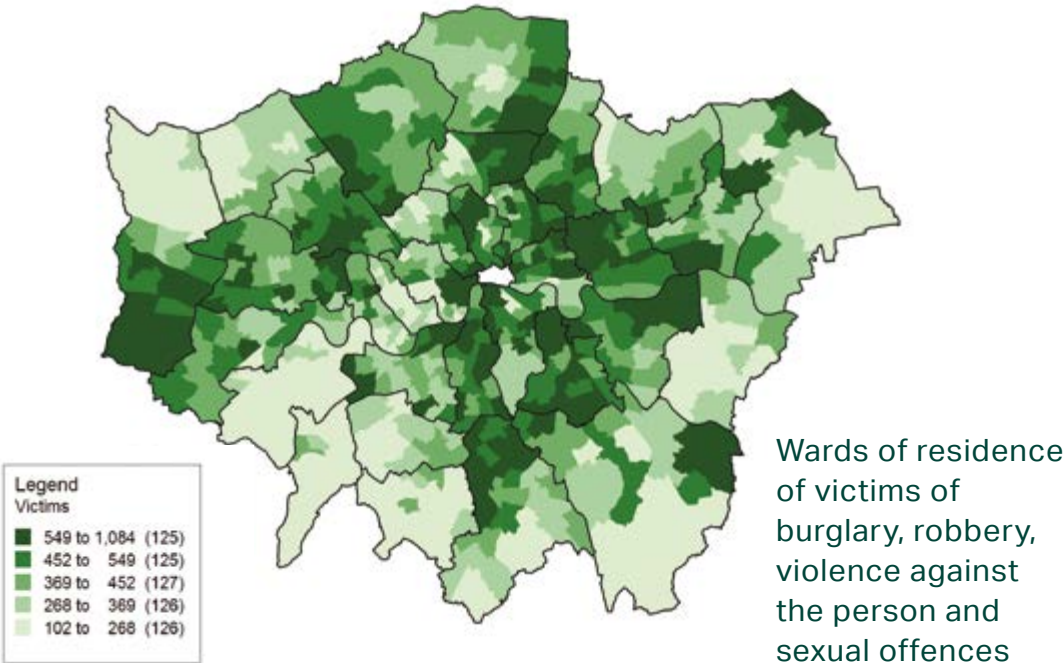 Legend
Victims
549 to 1,084 (125)
452 to 549 (125)
369 to 452 (127)
268 to 369 (126)
102 to 268 (126)
Wards of residence
of victims of
burglary, robbery,
violence against
the person and
sexual offences